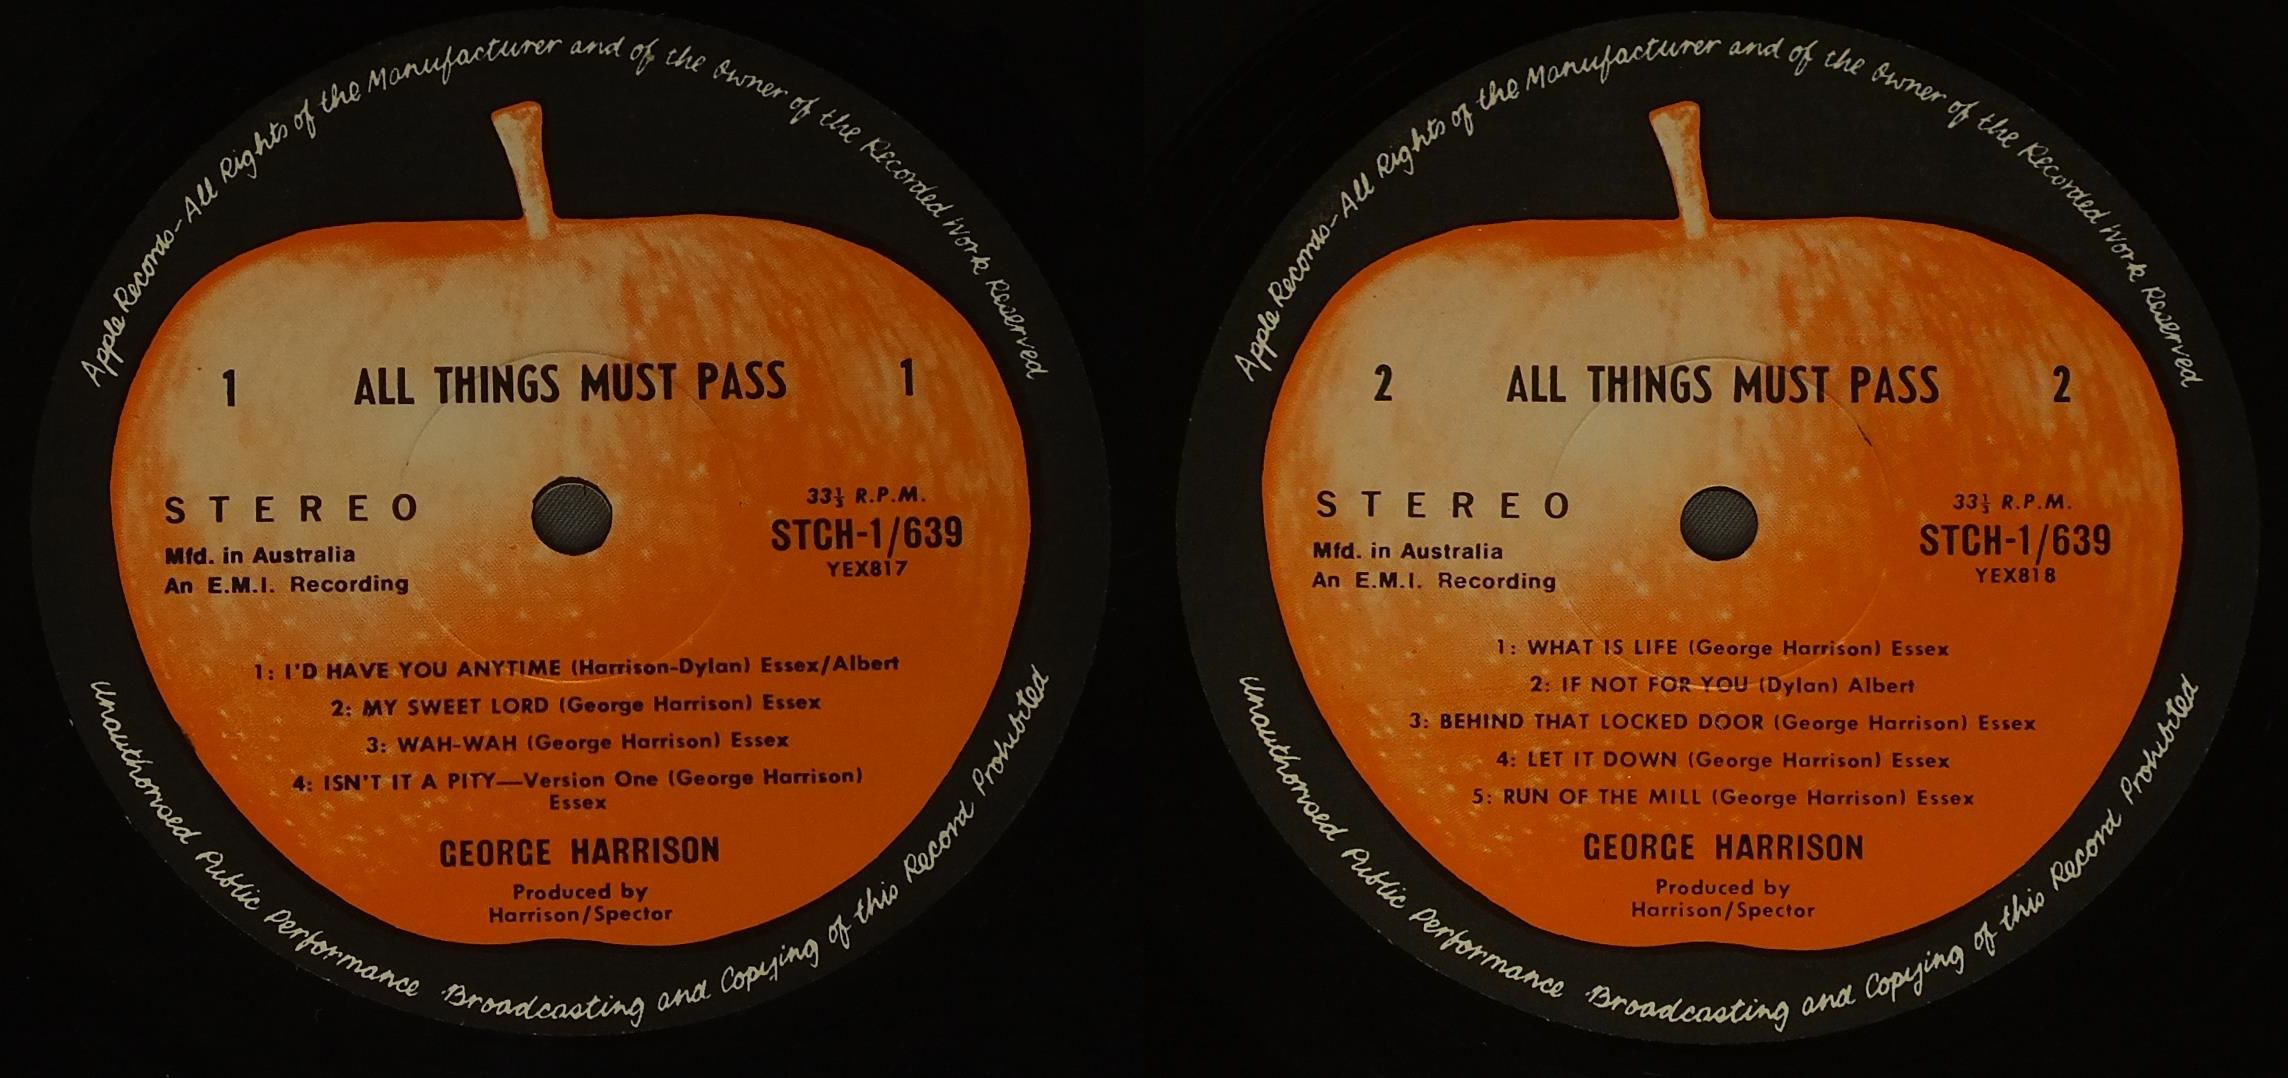 Apple Records–All Rights of the Manufacturer and of the Owner of the Recorded Work Reserved
1 ALL THINGS MUST PASS 1
STEREO
Mfd. in Australia
An E.M.I. Recording
33⅓ R.P.M.
STCH-1/639
YEX817
1: I'D HAVE YOU ANYTIME (Harrison-Dylan) Essex/Albert
2: MY SWEET LORD (George Harrison) Essex
3: WAH-WAH (George Harrison) Essex
4: ISN'T IT A PITY—Version One (George Harrison)
Essex
GEORGE HARRISON
Produced by
Harrison/Spector
Unauthorised Public Performance Broadcasting and Copying of this Record Prohibited
Apple Records–All Rights of the Manufacturer and of the Owner of the Recorded Work Reserved
2 ALL THINGS MUST PASS 2
STEREO
Mfd. in Australia
An E.M.I. Recording
33⅓ R.P.M.
STCH-1/639
YEX818
1: WHAT IS LIFE (George Harrison) Essex
2: IF NOT FOR YOU (Dylan) Albert
3: BEHIND THAT LOCKED DOOR (George Harrison) Essex
4: LET IT DOWN (George Harrison) Essex
5: RUN OF THE MILL (George Harrison) Essex
GEORGE HARRISON
Produced by
Harrison/Spector
Unauthorised Public Performance Broadcasting and Copying of this Record Prohibited